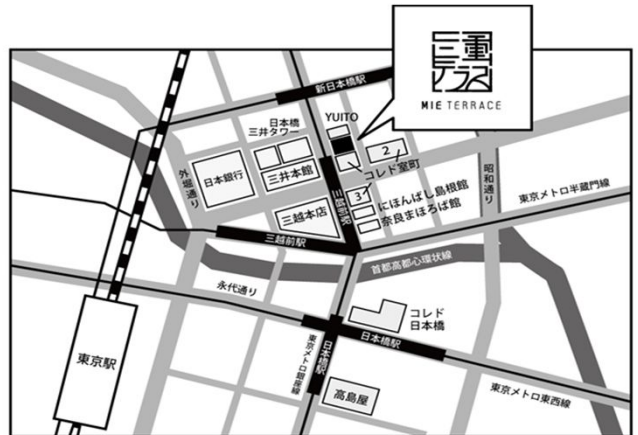 三重
テラス
MIE TERRACE
新日本橋駅
YUITO
日本橋
三井タワー
2
コレド室町
外堀通り
日本銀行
三井本館
三越前駅
3
昭和通り
にほんばし島根館
奈良まほろば館
東京メトロ半蔵門線
三越本店
三越前駅
首都高都心環状線
永代通り
コレド
日本橋
日本橋駅
日本橋駅
東京メトロ銀座線
東京駅
高島屋
東京メトロ東西線